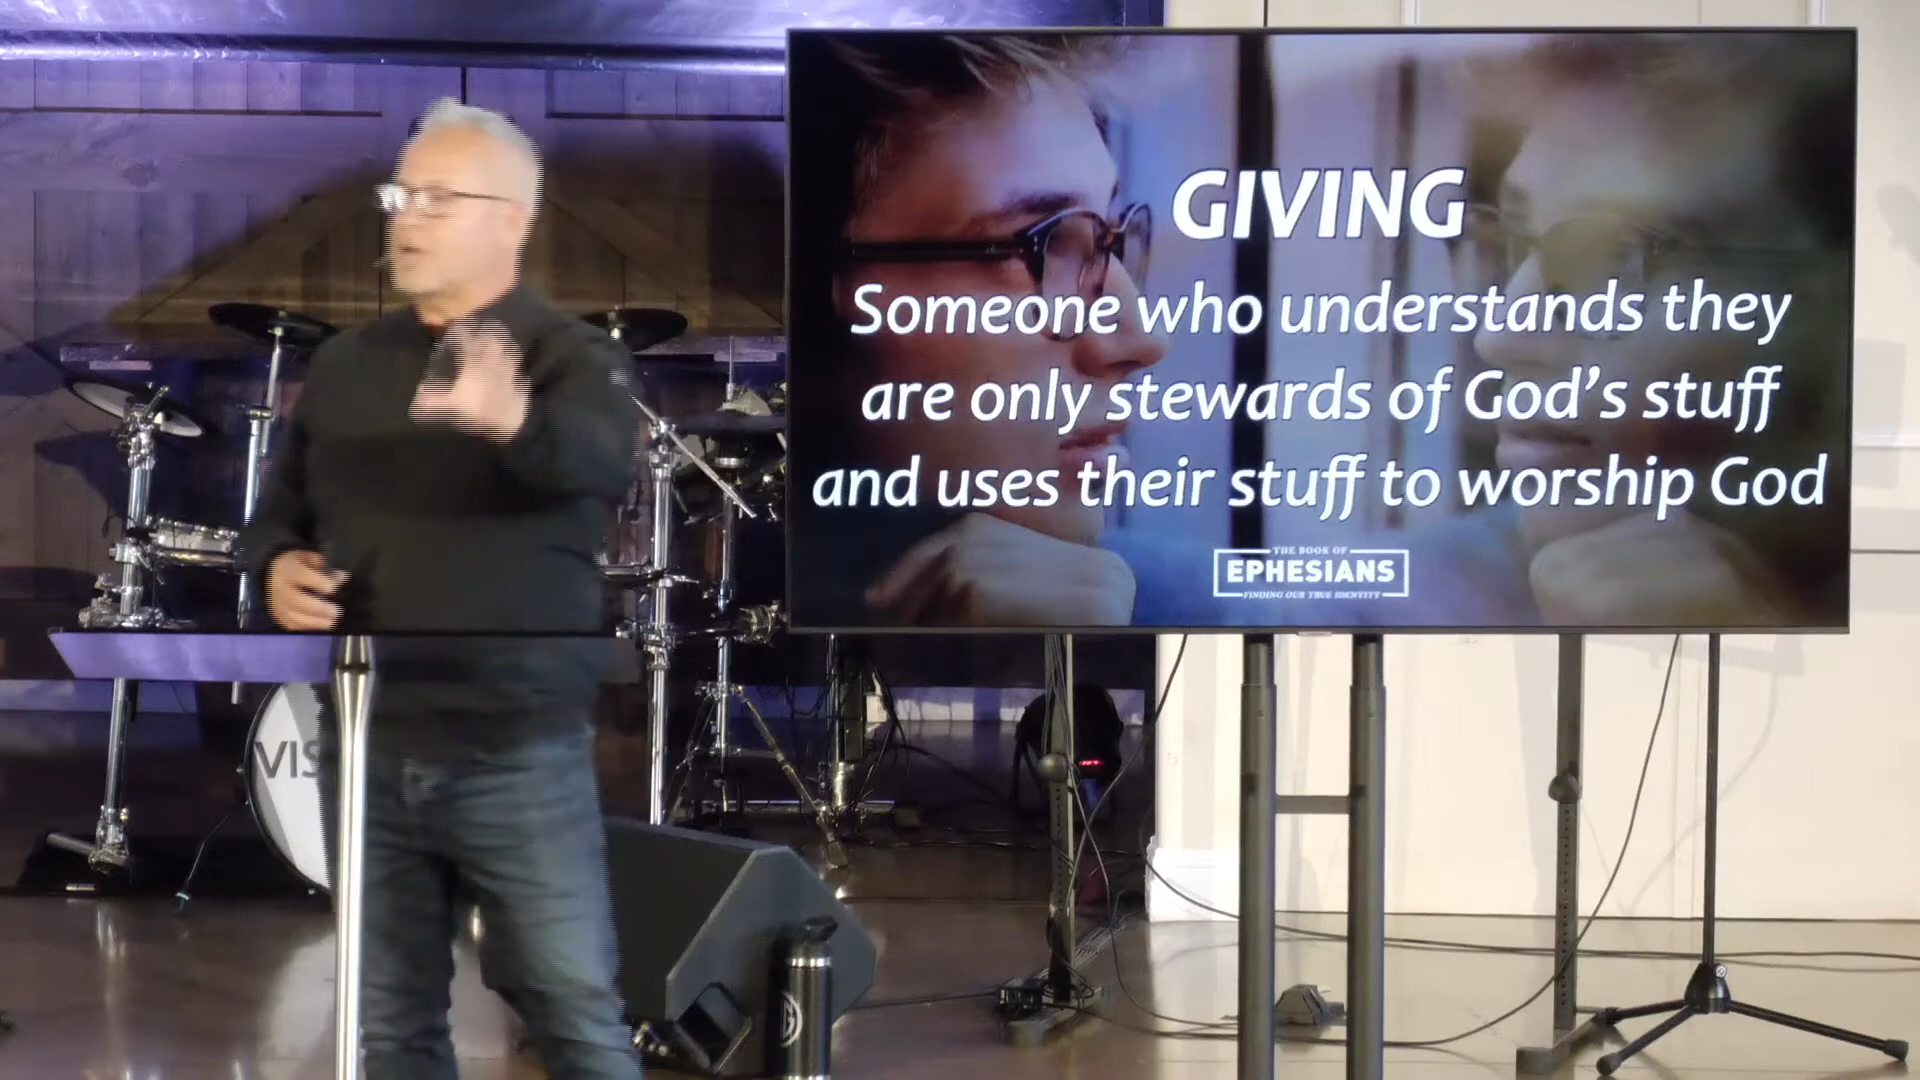 GIVING
Someone who understands they
are only stewards of God's stuff
and uses their stuff to worship God
THE BOOK OF
EPHESIANS
FINDING OUR TRUE IDENTITY
VIS